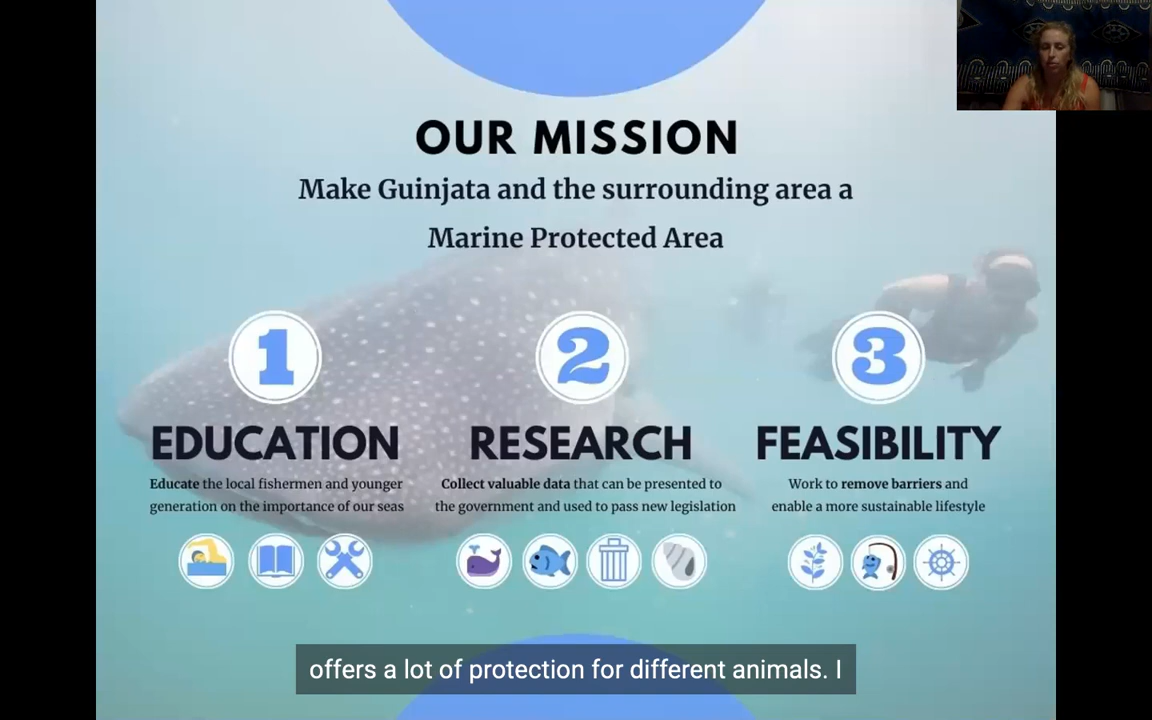 OUR MISSION
Make Guinjata and the surrounding area a
Marine Protected Area
1
2
3
EDUCATION
RESEARCH
FEASIBILITY
Educate the local fishermen and younger
generation on the importance of our seas
Collect valuable data that can be presented to
the government and used to pass new legislation
Work to remove barriers and
enable a more sustainable lifestyle
offers a lot of protection for different animals. I